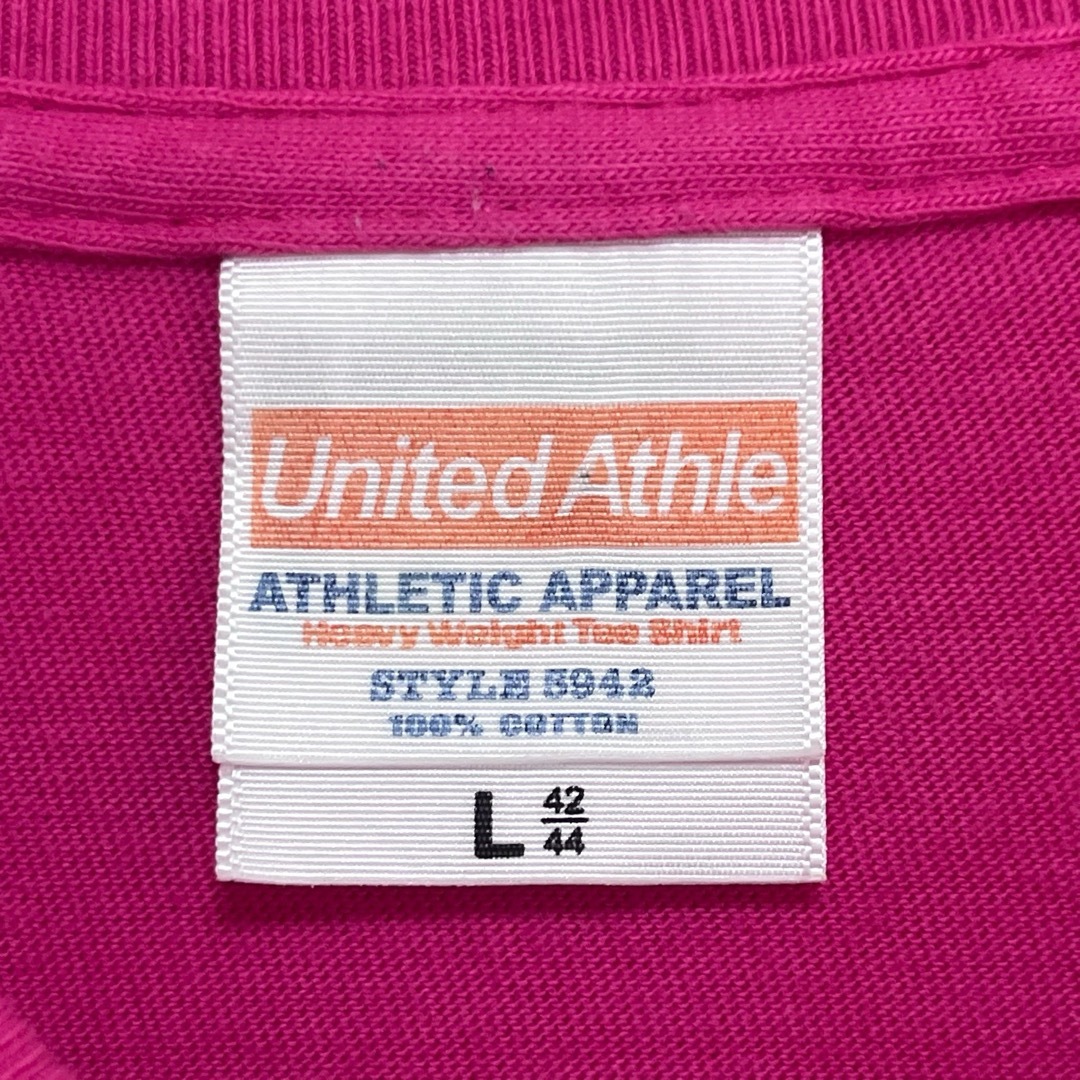 United Athle
ATHLETIC APPAREL
Heavy Weight Tee Shirt
STYLE 5942
100% COTTON
L 42/44